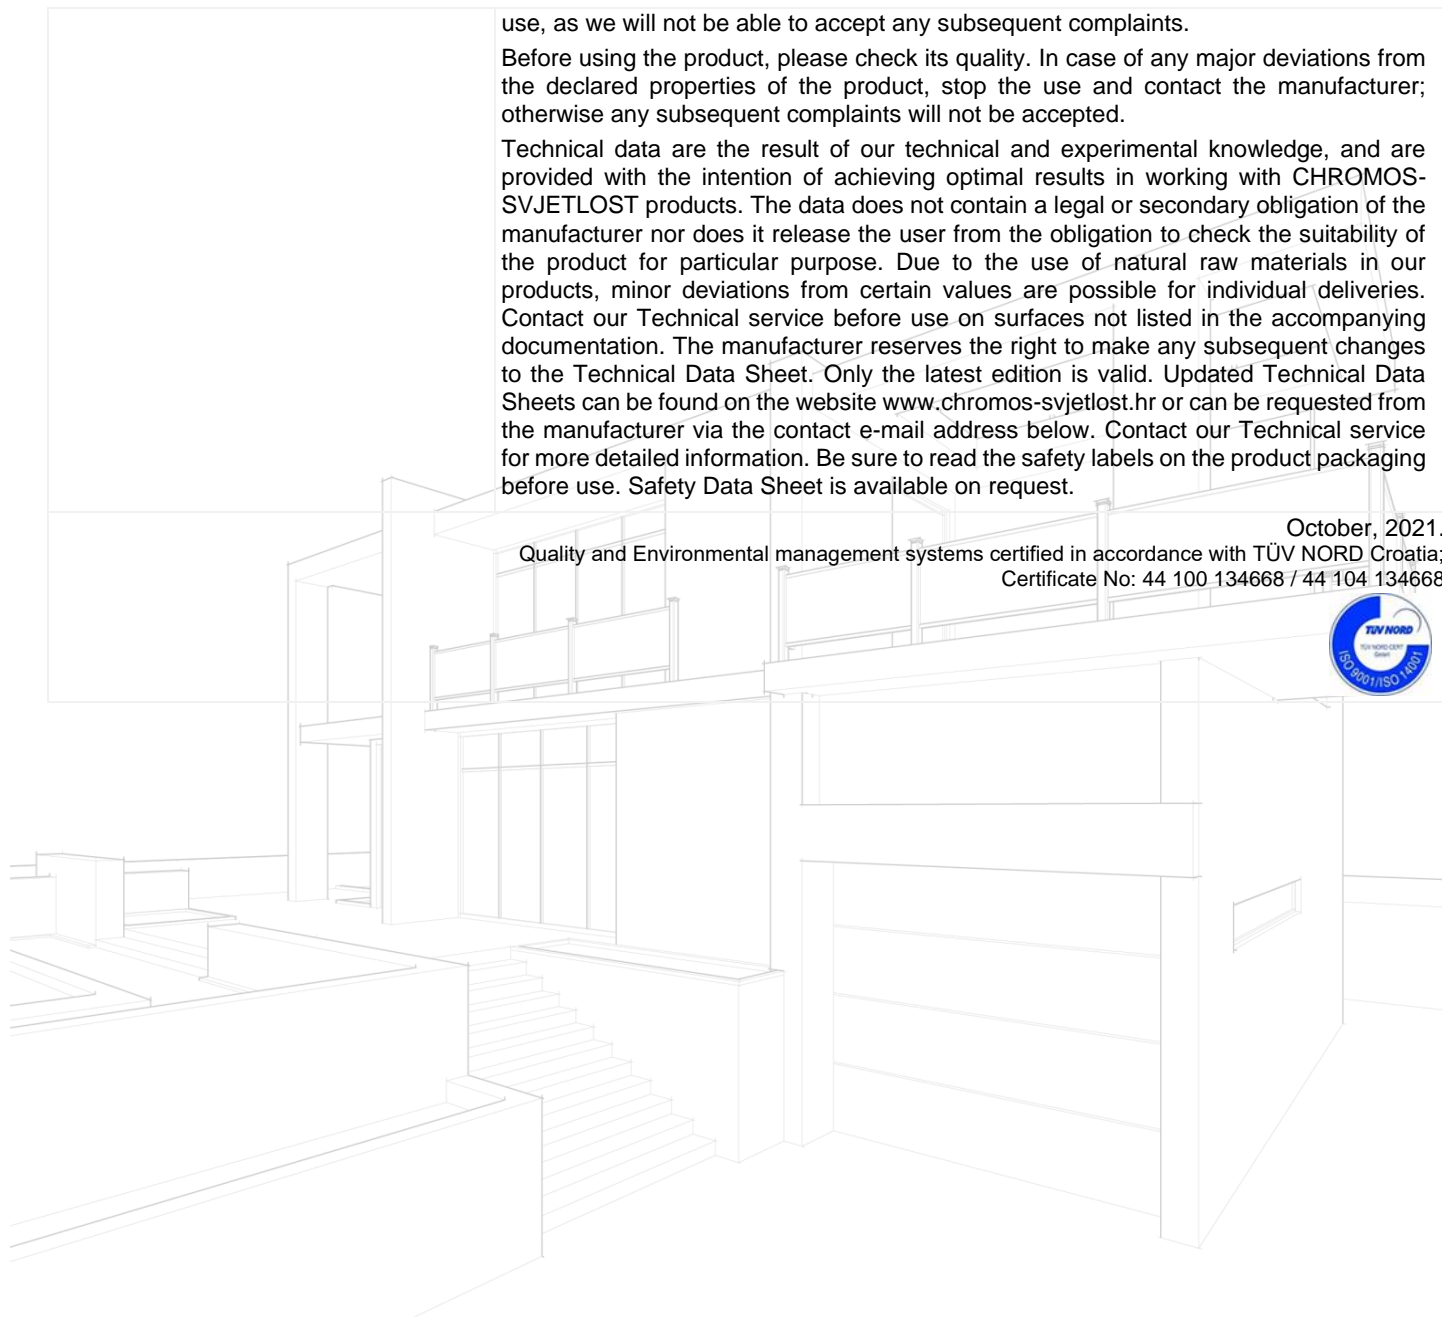 use, as we will not be able to accept any subsequent complaints.
Before using the product, please check its quality. In case of any major deviations from
the declared properties of the product, stop the use and contact the manufacturer;
otherwise any subsequent complaints will not be accepted.
Technical data are the result of our technical and experimental knowledge, and are
provided with the intention of achieving optimal results in working with CHROMOS-
SVJETLOST products. The data does not contain a legal or secondary obligation of the
manufacturer nor does it release the user from the obligation to check the suitability of
the product for particular purpose. Due to the use of natural raw materials in our
products, minor deviations from certain values are possible for individual deliveries.
Contact our Technical service before use on surfaces not listed in the accompanying
documentation. The manufacturer reserves the right to make any subsequent changes
to the Technical Data Sheet. Only the latest edition is valid. Updated Technical Data
Sheets can be found on the website www.chromos-svjetlost.hr or can be requested from
the manufacturer via the contact e-mail address below. Contact our Technical service
for more detailed information. Be sure to read the safety labels on the product packaging
before use. Safety Data Sheet is available on request.
October, 2021.
Quality and Environmental management systems certified in accordance with TÜV NORD Croatia;
Certificate No: 44 100 134668 / 44 104 134668
TÜV NORD
TÜV NORD CERT
GmbH
ISO 9001/ISO 14001